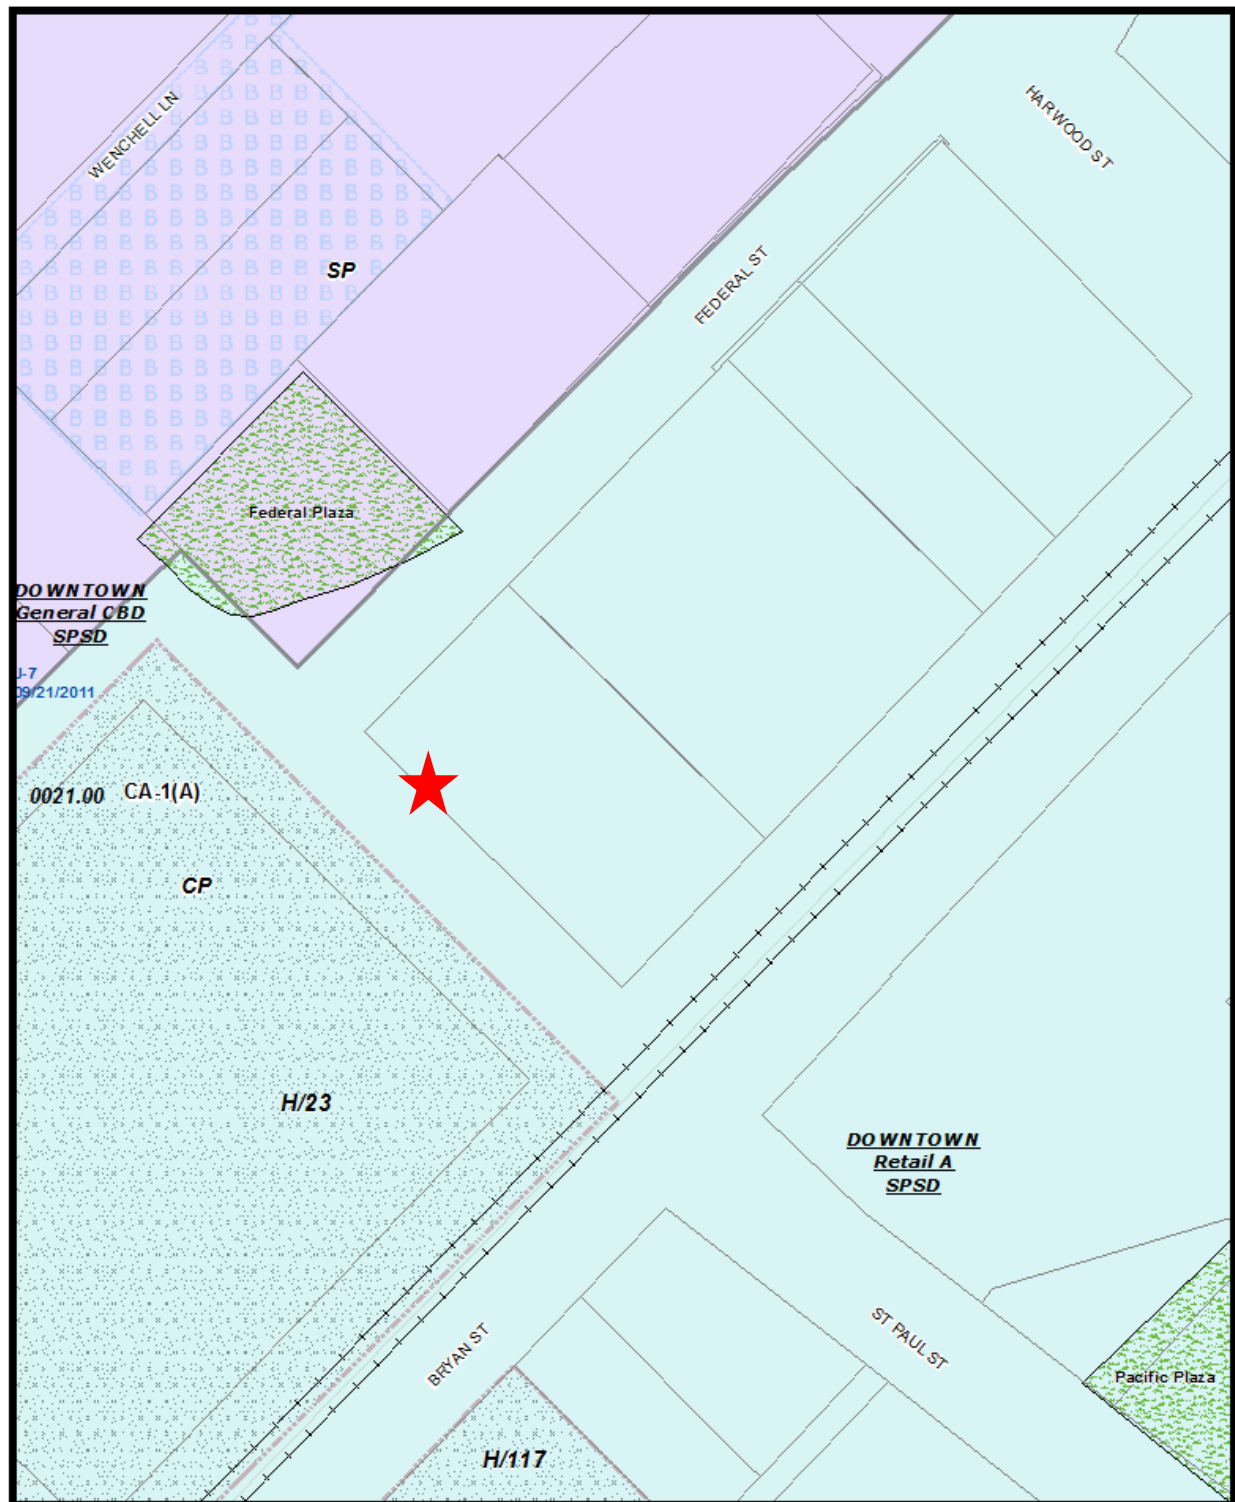 WENCHELL LN
HARWOOD ST
SP
FEDERAL ST
Federal Plaza
DOWNTOWN
General CBD
SPSD
J-7
09/21/2011
0021.00
CA-1(A)
CP
H/23
DOWNTOWN
Retail A
SPSD
BRYAN ST
ST PAUL ST
Pacific Plaza
H/117